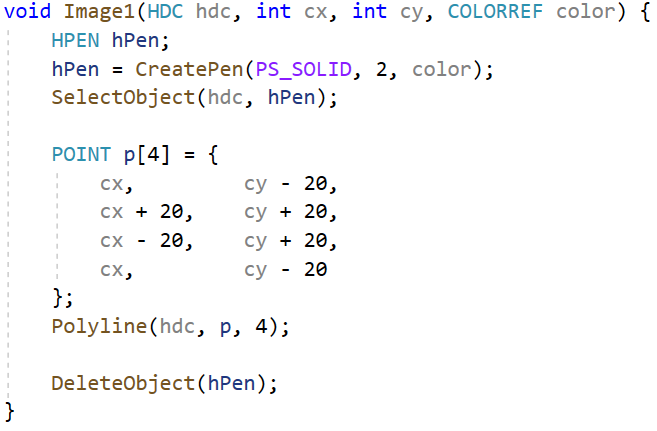 void Image1(HDC hdc, int cx, int cy, COLORREF color) {
    HPEN hPen;
    hPen = CreatePen(PS_SOLID, 2, color);
    SelectObject(hdc, hPen);

    POINT p[4] = {
        cx,         cy - 20,
        cx + 20,    cy + 20,
        cx - 20,    cy + 20,
        cx,         cy - 20
    };
    Polyline(hdc, p, 4);

    DeleteObject(hPen);
}